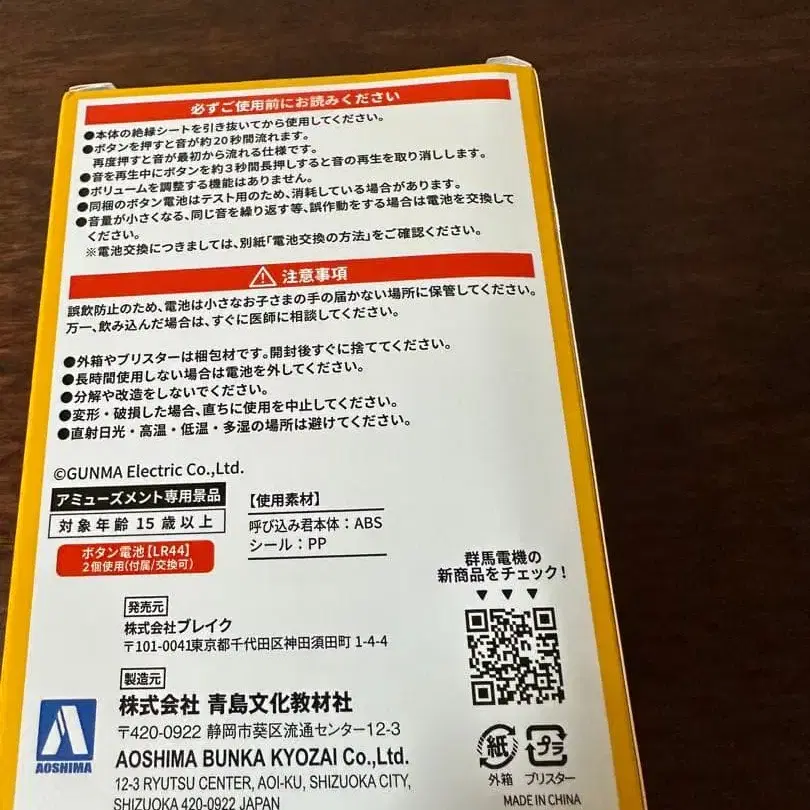 必ずご使用前にお読みください
●本体の絶縁シートを引き抜いてから使用してください。
●ボタンを押すと音が約20秒間流れます。
再度押すと音が最初から流れる仕様です。
●音を再生中にボタンを約3秒間長押しすると音の再生を取り消しします。
●ボリュームを調整する機能はありません。
●同梱のボタン電池はテスト用のため、消耗している場合があります。
●音量が小さくなる、同じ音を繰り返す等、誤作動をする場合は電池を交換して
ください。
※電池交換につきましては、別紙「電池交換の方法」をご確認ください。
注意事項
誤飲防止のため、電池は小さなお子さまの手の届かない場所に保管してください。
万一、飲み込んだ場合は、すぐに医師に相談してください。
●外箱やブリスターは梱包材です。開封後すぐに捨ててください。
●長時間使用しない場合は電池を外してください。
●分解や改造をしないでください。
●変形・破損した場合、直ちに使用を中止してください。
●直射日光・高温・低温・多湿の場所は避けてください。
©GUNMA Electric Co.,Ltd.
アミューズメント専用景品
対象年齢15歳以上
ボタン電池【LR44】
2個使用(付属/交換可)
【使用素材】
呼び込み君本体：ABS
シール：PP
群馬電機の
新商品をチェック！
▼ ▼ ▼
発売元
株式会社ブレイク
〒101-0041東京都千代田区神田須田町 1-4-4
製造元
株式会社 青島文化教材社
〒420-0922 静岡市葵区流通センター12-3
AOSHIMA BUNKA KYOZAI Co.,Ltd.
12-3 RYUTSU CENTER, AOI-KU, SHIZUOKA CITY,
SHIZUOKA 420-0922 JAPAN
AOSHIMA
紙
外箱
プラ
ブリスター
MADE IN CHINA